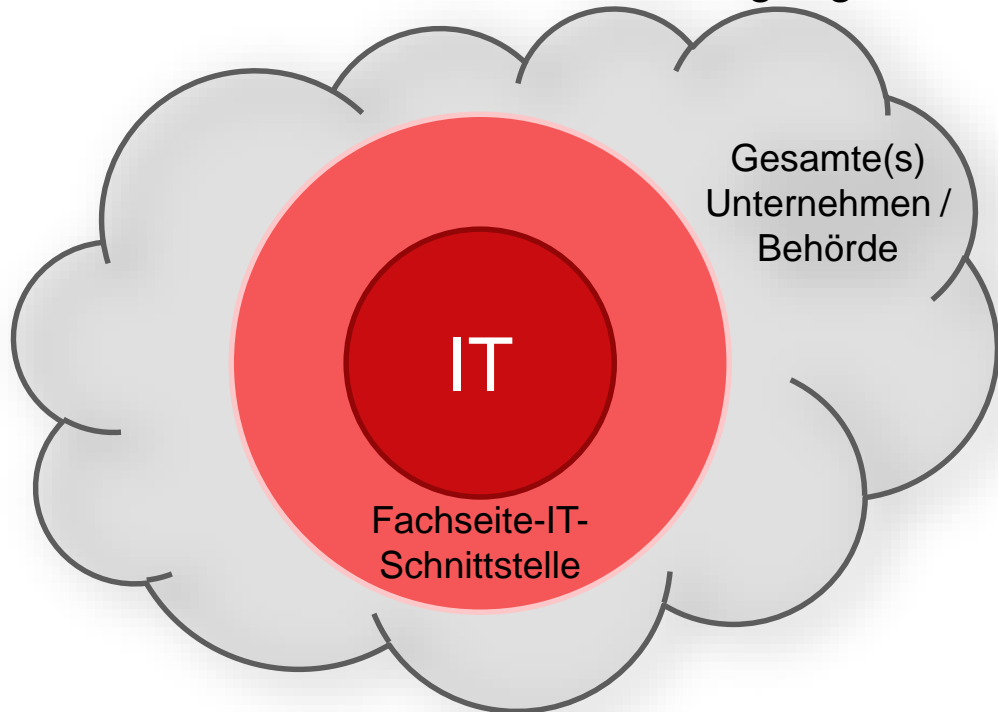 Gesamte(s)
Unternehmen /
Behörde
IT
Fachseite-IT-
Schnittstelle